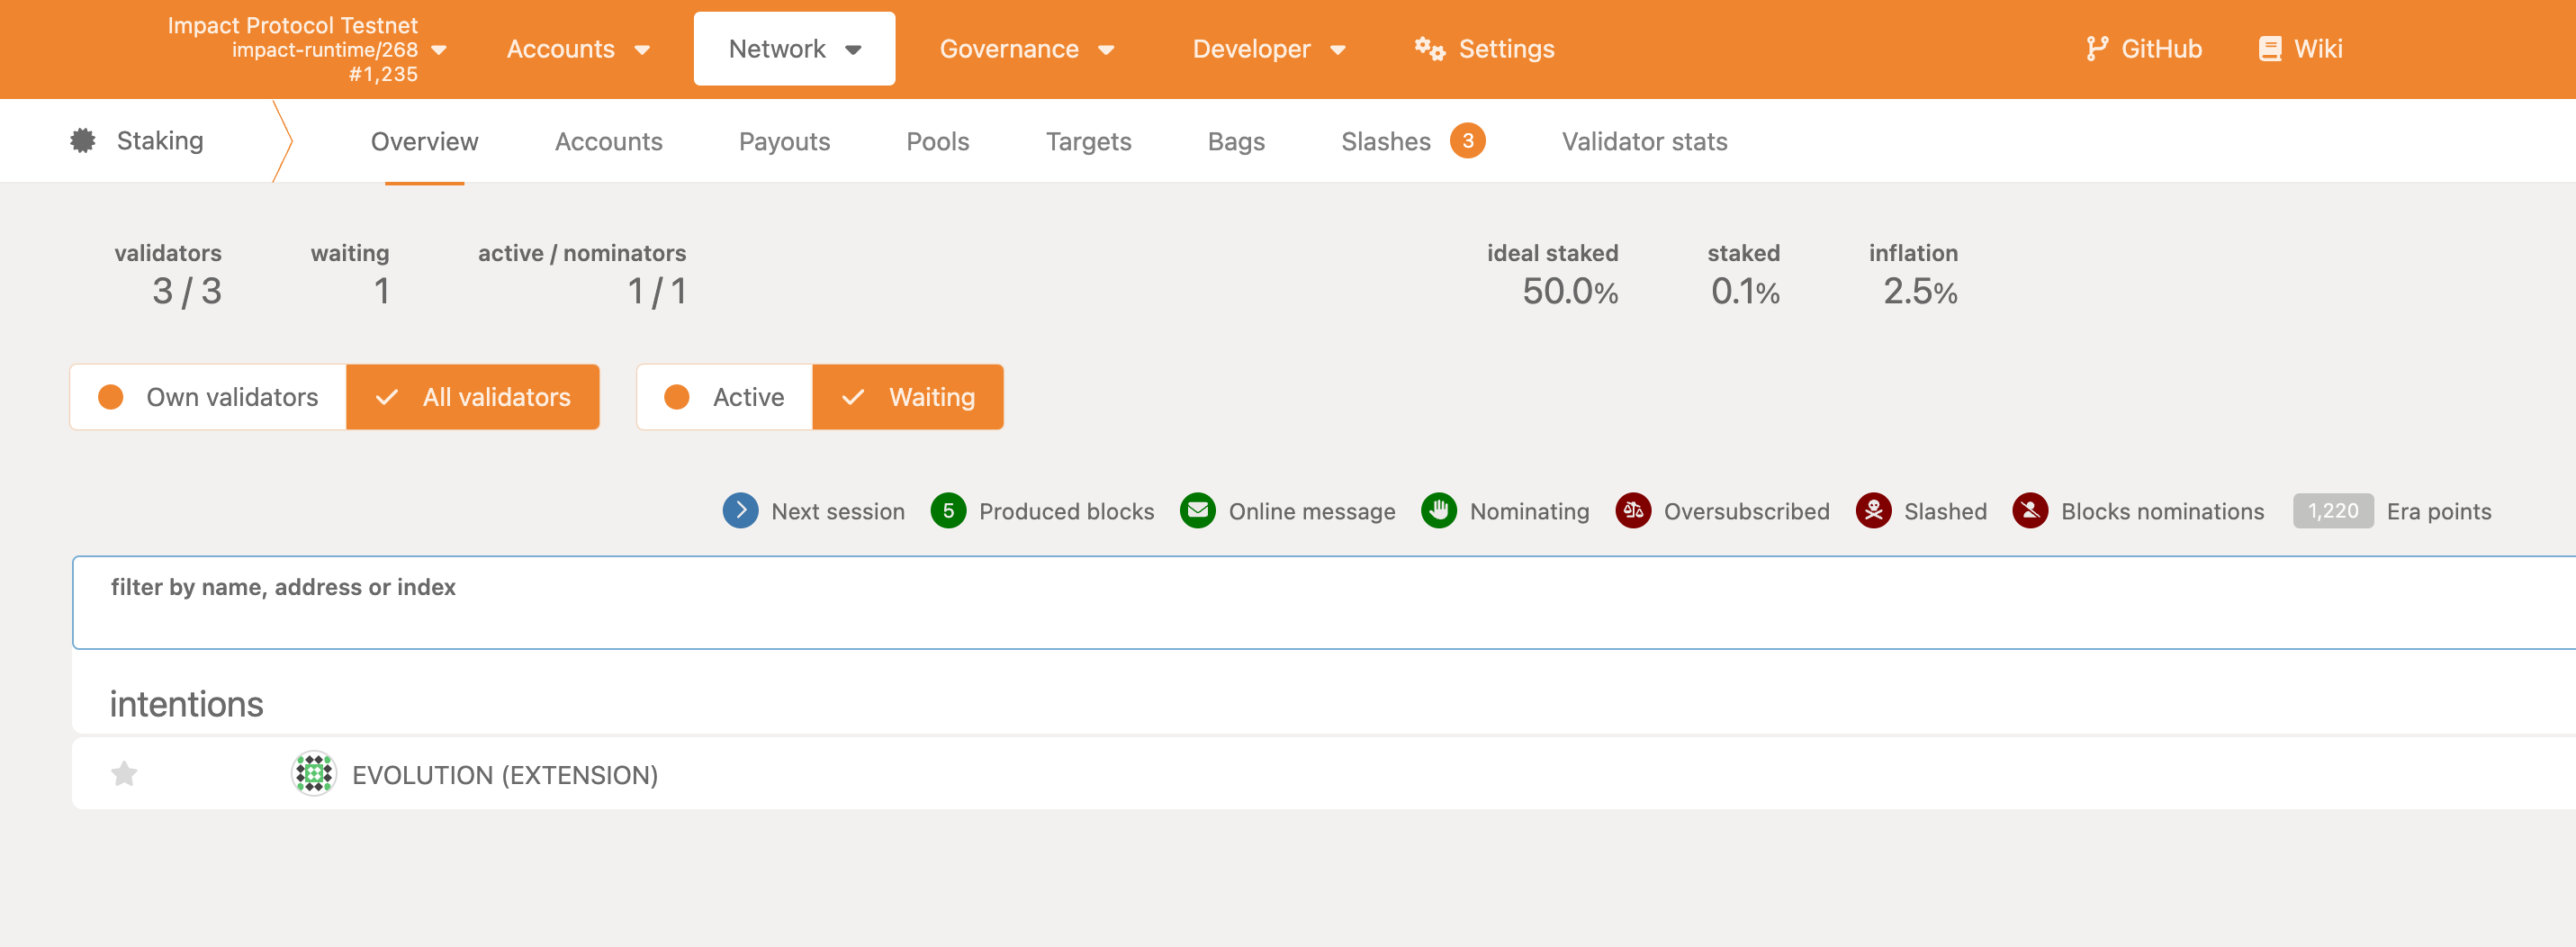 Impact Protocol Testnet
impact-runtime/268
#1,235
Accounts
Network
Governance
Developer
Settings
GitHub
Wiki
Staking
Overview
Accounts
Payouts
Pools
Targets
Bags
Slashes 3
Validator stats
validators
3 / 3
waiting
1
active / nominators
1 / 1
ideal staked
50.0%
staked
0.1%
inflation
2.5%
Own validators
All validators
Active
Waiting
Next session
5 Produced blocks
Online message
Nominating
Oversubscribed
Slashed
Blocks nominations
1,220 Era points
filter by name, address or index
intentions
EVOLUTION (EXTENSION)